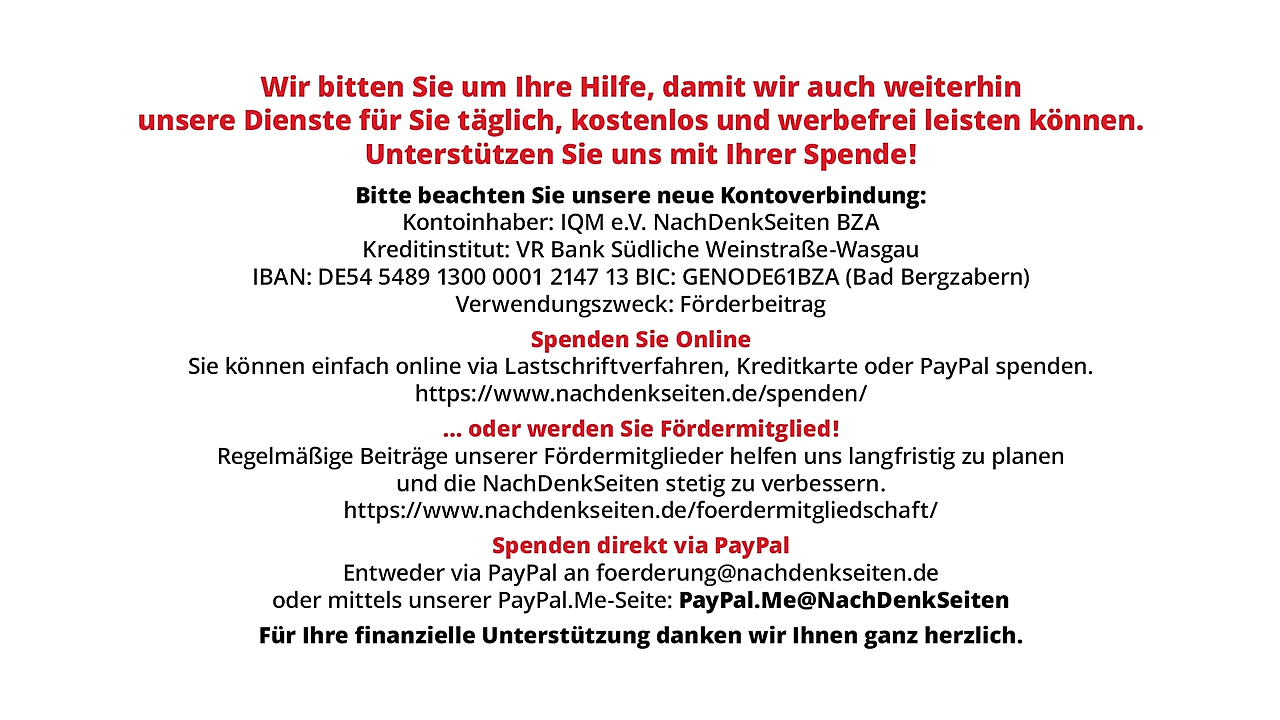 Wir bitten Sie um Ihre Hilfe, damit wir auch weiterhin
unsere Dienste für Sie täglich, kostenlos und werbefrei leisten können.
Unterstützen Sie uns mit Ihrer Spende!
Bitte beachten Sie unsere neue Kontoverbindung:
Kontoinhaber: IQM e.V. NachDenkSeiten BZA
Kreditinstitut: VR Bank Südliche Weinstraße-Wasgau
IBAN: DE54 5489 1300 0001 2147 13 BIC: GENODE61BZA (Bad Bergzabern)
Verwendungszweck: Förderbeitrag
Spenden Sie Online
Sie können einfach online via Lastschriftverfahren, Kreditkarte oder PayPal spenden.
https://www.nachdenkseiten.de/spenden/
... oder werden Sie Fördermitglied!
Regelmäßige Beiträge unserer Fördermitglieder helfen uns langfristig zu planen
und die NachDenkSeiten stetig zu verbessern.
https://www.nachdenkseiten.de/foerdermitgliedschaft/
Spenden direkt via PayPal
Entweder via PayPal an foerderung@nachdenkseiten.de
oder mittels unserer PayPal.Me-Seite: PayPal.Me@NachDenkSeiten
Für Ihre finanzielle Unterstützung danken wir Ihnen ganz herzlich.